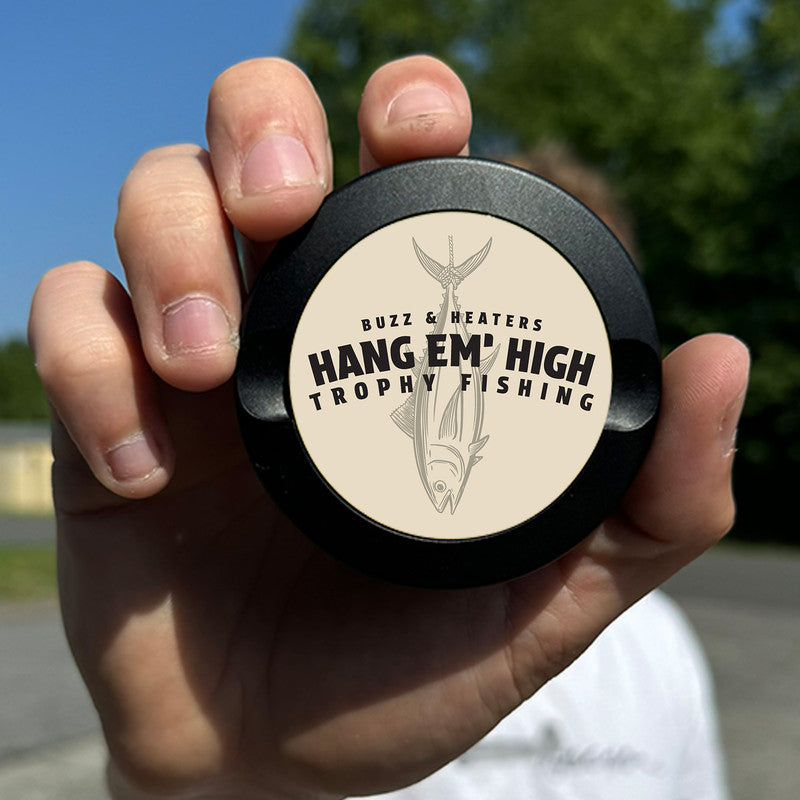 BUZZ & HEATERS
HANG EM' HIGH
TROPHY FISHING